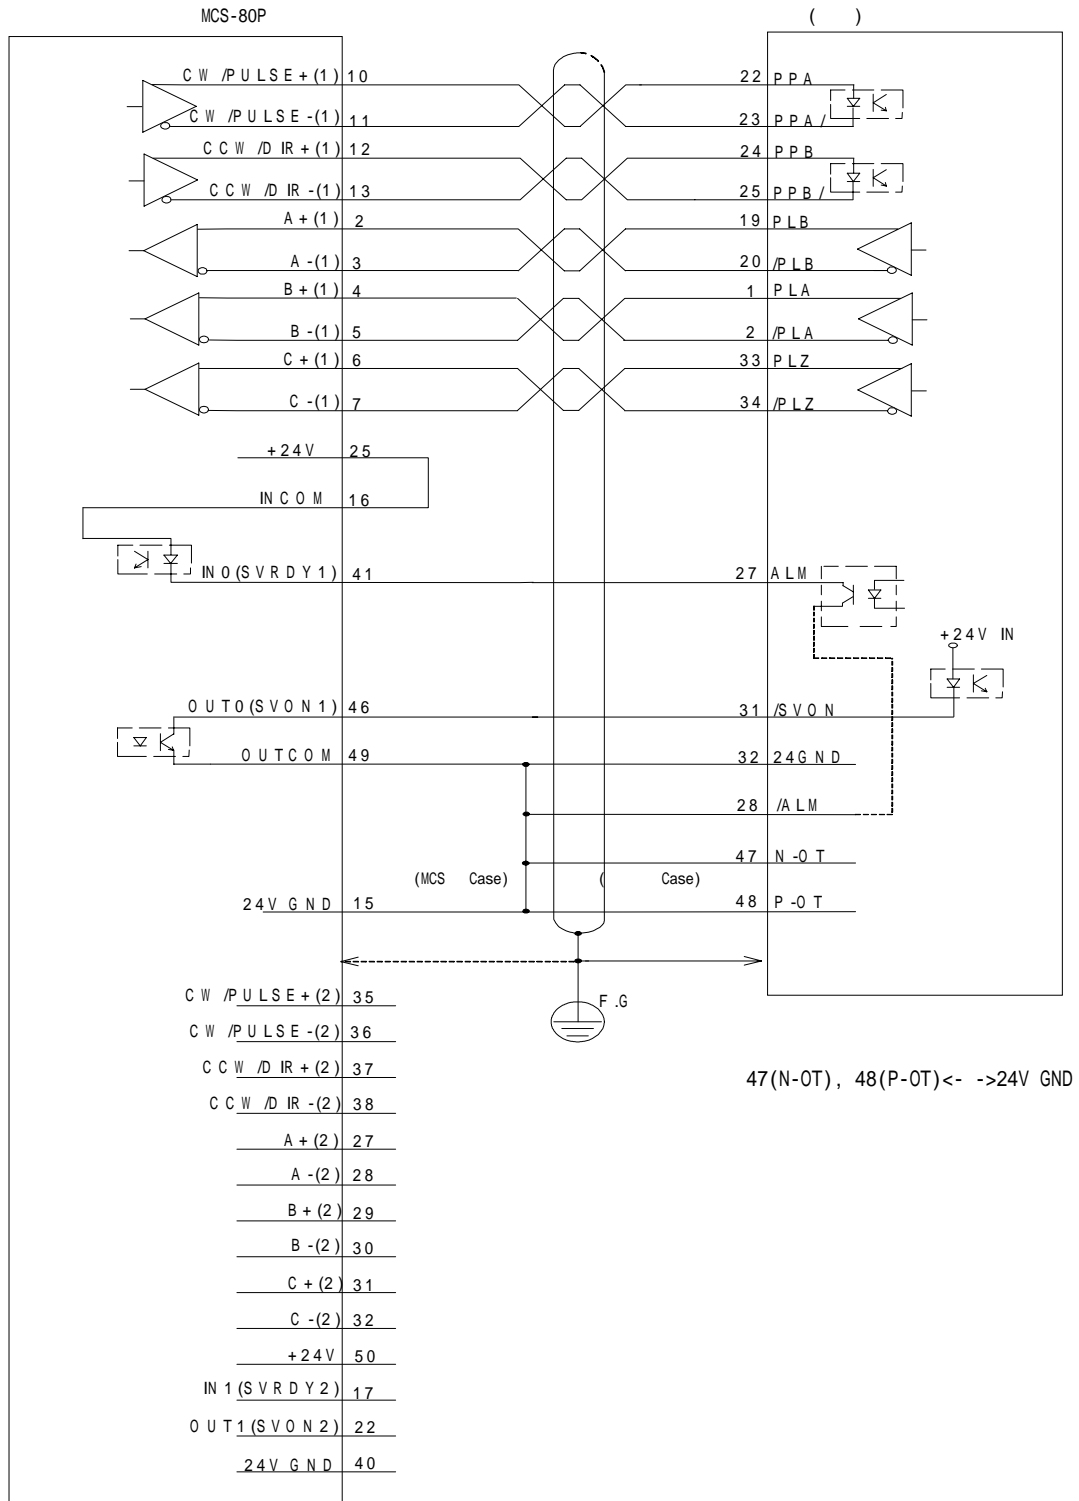 MCS-80P ( )
CW/PULSE+(1) 10 22 PPA
CW/PULSE-(1) 11 23 PPA/
CCW/DIR+(1) 12 24 PPB
CCW/DIR-(1) 13 25 PPB/
A+(1) 2 19 PLB
A-(1) 3 20 /PLB
B+(1) 4 1 PLA
B-(1) 5 2 /PLA
C+(1) 6 33 PLZ
C-(1) 7 34 /PLZ
+24V 25
INCOM 16
IN0(SVRDY1) 41 27 ALM
+24V IN
OUT0(SVON1) 46 31 /SVON
OUTCOM 49 32 24GND
28 /ALM
47 N-OT
(MCS Case) ( Case)
24V GND 15 48 P-OT
F.G
CW/PULSE+(2) 35
CW/PULSE-(2) 36
CCW/DIR+(2) 37
47(N-OT), 48(P-OT)<- ->24V GND
CCW/DIR-(2) 38
A+(2) 27
A-(2) 28
B+(2) 29
B-(2) 30
C+(2) 31
C-(2) 32
+24V 50
IN1(SVRDY2) 17
OUT1(SVON2) 22
24V GND 40